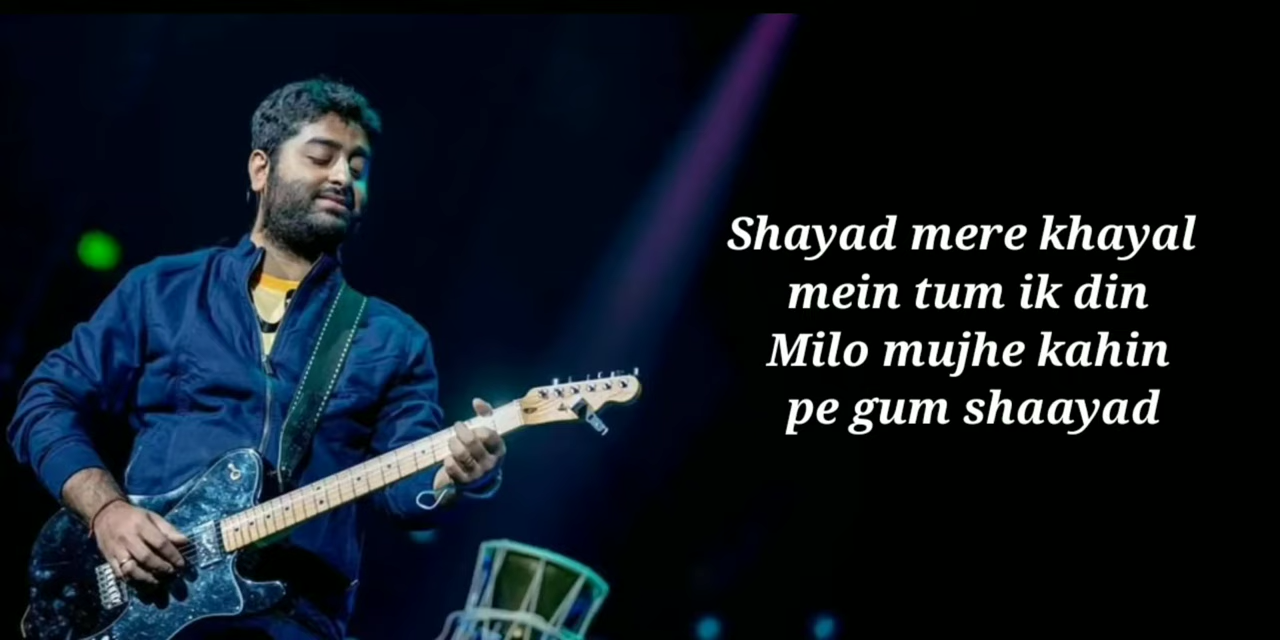 Shayad mere khayal
mein tum ik din
Milo mujhe kahin
pe gum shaayad